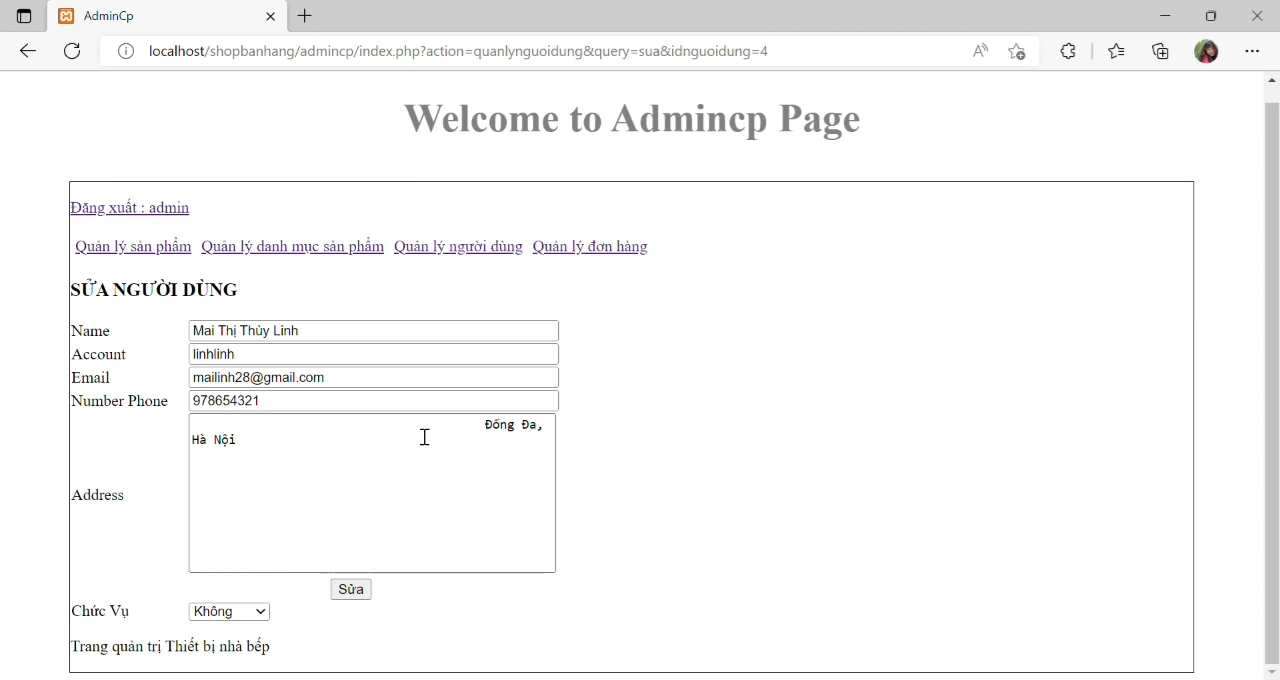 AdminCp
localhost/shopbanhang/admincp/index.php?action=quanlynguoidung&query=sua&idnguoidung=4
Welcome to Admincp Page
Đăng xuất : admin
Quản lý sản phẩm Quản lý danh mục sản phẩm Quản lý người dùng Quản lý đơn hàng
SỬA NGƯỜI DÙNG
Name Mai Thị Thùy Linh
Account linhlinh
Email mailinh28@gmail.com
Number Phone 978654321
Đống Đa,
Hà Nội
Address
Sửa
Chức Vụ Không
Trang quản trị Thiết bị nhà bếp